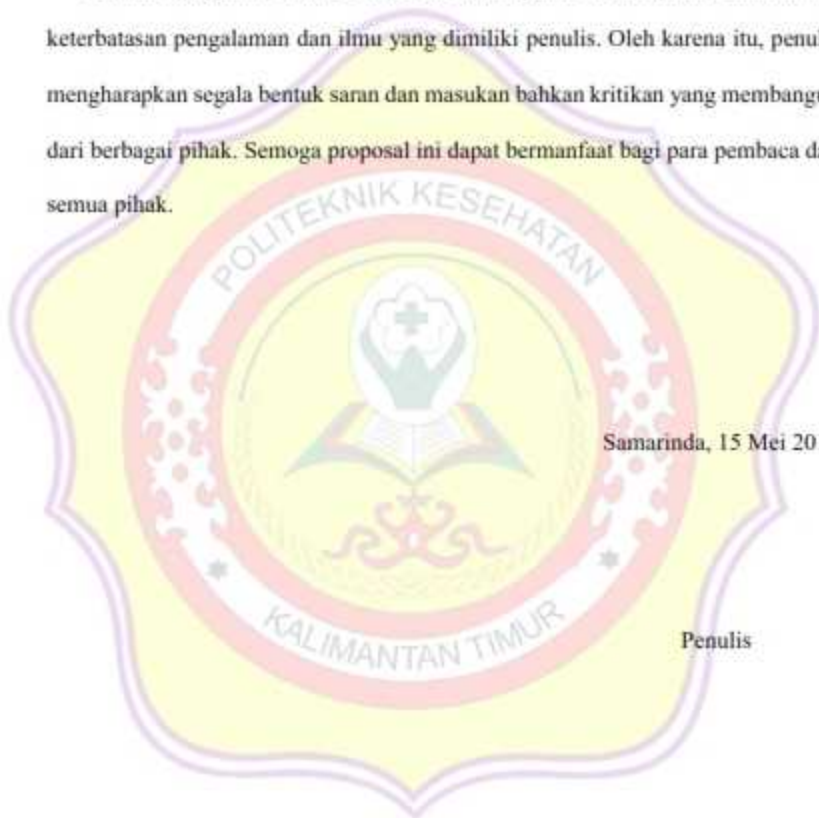 keterbatasan pengalaman dan ilmu yang dimiliki penulis. Oleh karena itu, penul
mengharapkan segala bentuk saran dan masukan bahkan kritikan yang membangu
dari berbagai pihak. Semoga proposal ini dapat bermanfaat bagi para pembaca da
semua pihak.
POLITEKNIK KESEHATAN
Samarinda, 15 Mei 20
KALIMANTAN TIMUR
Penulis